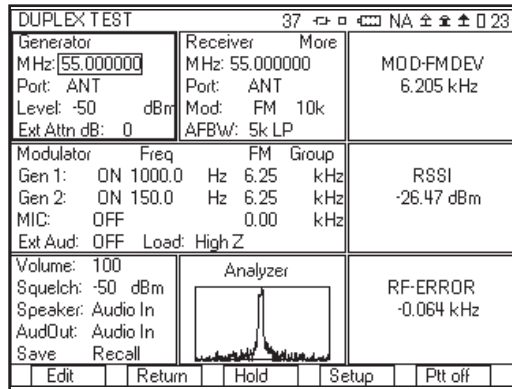 DUPLEX TEST 37 NA 23
Generator
MHz: 55.000000
Port: ANT
Level: -50 dBm
Ext Attn dB: 0
Receiver More
MHz: 55.000000
Port: ANT
Mod: FM 10k
AFBW: 5k LP
MOD-FMDEV
6.205 kHz
Modulator Freq FM Group
Gen 1: ON 1000.0 Hz 6.25 kHz
Gen 2: ON 150.0 Hz 6.25 kHz
MIC: OFF 0.00 kHz
Ext Aud: OFF Load: High Z
RSSI
-26.47 dBm
Volume: 100
Squelch: -50 dBm
Speaker: Audio In
AudOut: Audio In
Save Recall
Analyzer
RF-ERROR
-0.064 kHz
Edit Return Hold Setup Ptt off